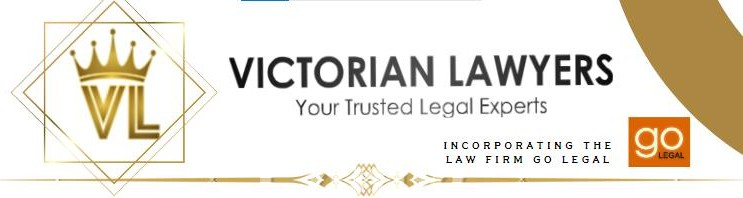 VL
VICTORIAN LAWYERS
Your Trusted Legal Experts
INCORPORATING THE
LAW FIRM GO LEGAL
go
LEGAL